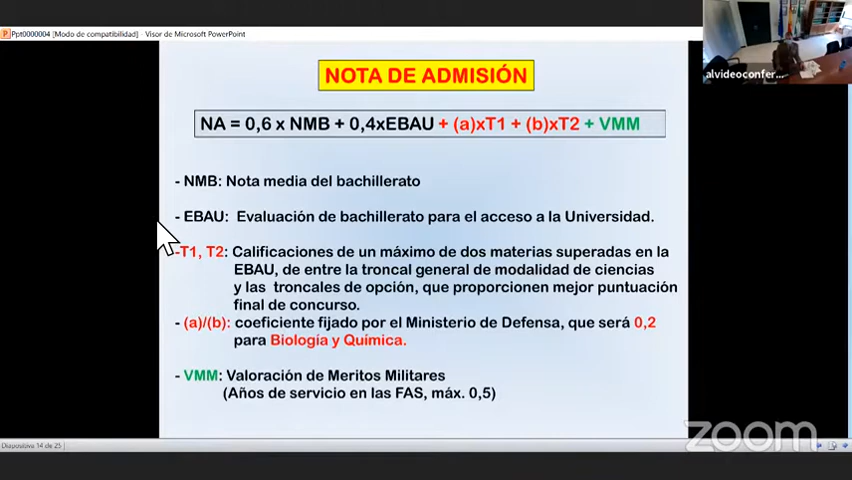 Ppt0000004 [Modo de compatibilidad] - Visor de Microsoft PowerPoint
alvideoconfer...
NOTA DE ADMISIÓN
NA = 0,6 x NMB + 0,4xEBAU + (a)xT1 + (b)xT2 + VMM
- NMB: Nota media del bachillerato
- EBAU: Evaluación de bachillerato para el acceso a la Universidad.
-T1, T2: Calificaciones de un máximo de dos materias superadas en la
EBAU, de entre la troncal general de modalidad de ciencias
y las troncales de opción, que proporcionen mejor puntuación
final de concurso.
- (a)/(b): coeficiente fijado por el Ministerio de Defensa, que será 0,2
para Biología y Química.
- VMM: Valoración de Meritos Militares
(Años de servicio en las FAS, máx. 0,5)
zoom
Diapositiva 14 de 25